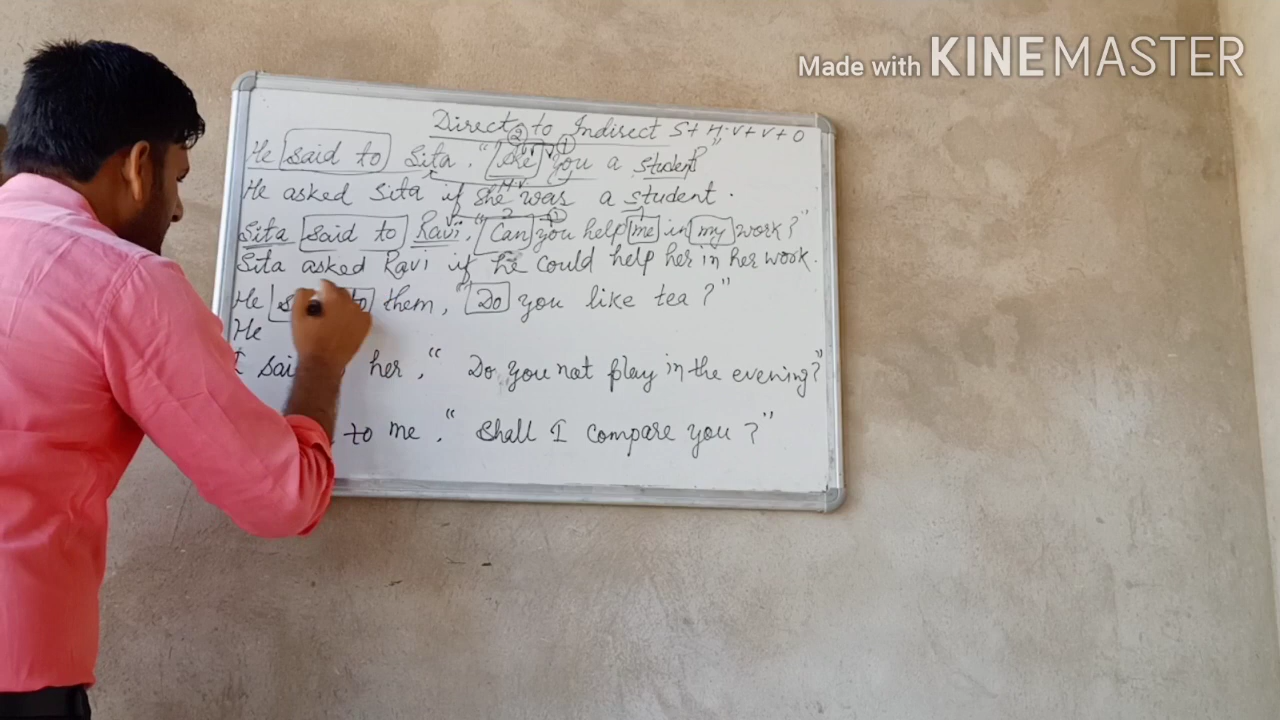 Made with KINEMASTER
Direct to Indirect S + H.V + V + O
He said to Sita, "Are you a student?"
He asked Sita if she was a student.
Sita said to Ravi, "Can you help me in my work?"
Sita asked Ravi if he could help her in her work.
He to them, "Do you like tea?"
He
I her, "Do you not play in the evening?"
to me, "Shall I compare you?"